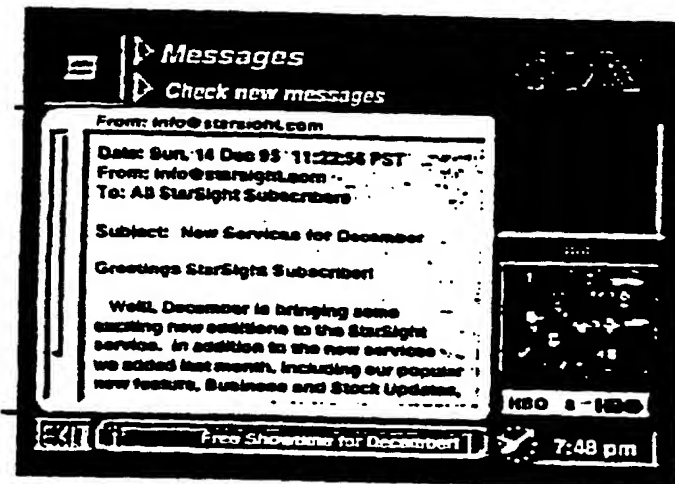 Messages
Check new messages
From: info@starsight.com
Date: Sun, 14 Dec 95 11:22:56 PST
From: info@starsight.com
To: All StarSight Subscribers
Subject: New Services for December
Greetings StarSight Subscriber!
Well, December is bringing some
exciting new additions to the StarSight
service. In addition to the new services
we added last month, including our popular
new feature, Business and Stock Updates,
HBO 8 - HBO
EXIT
Free Showtime for December!
7:48 pm